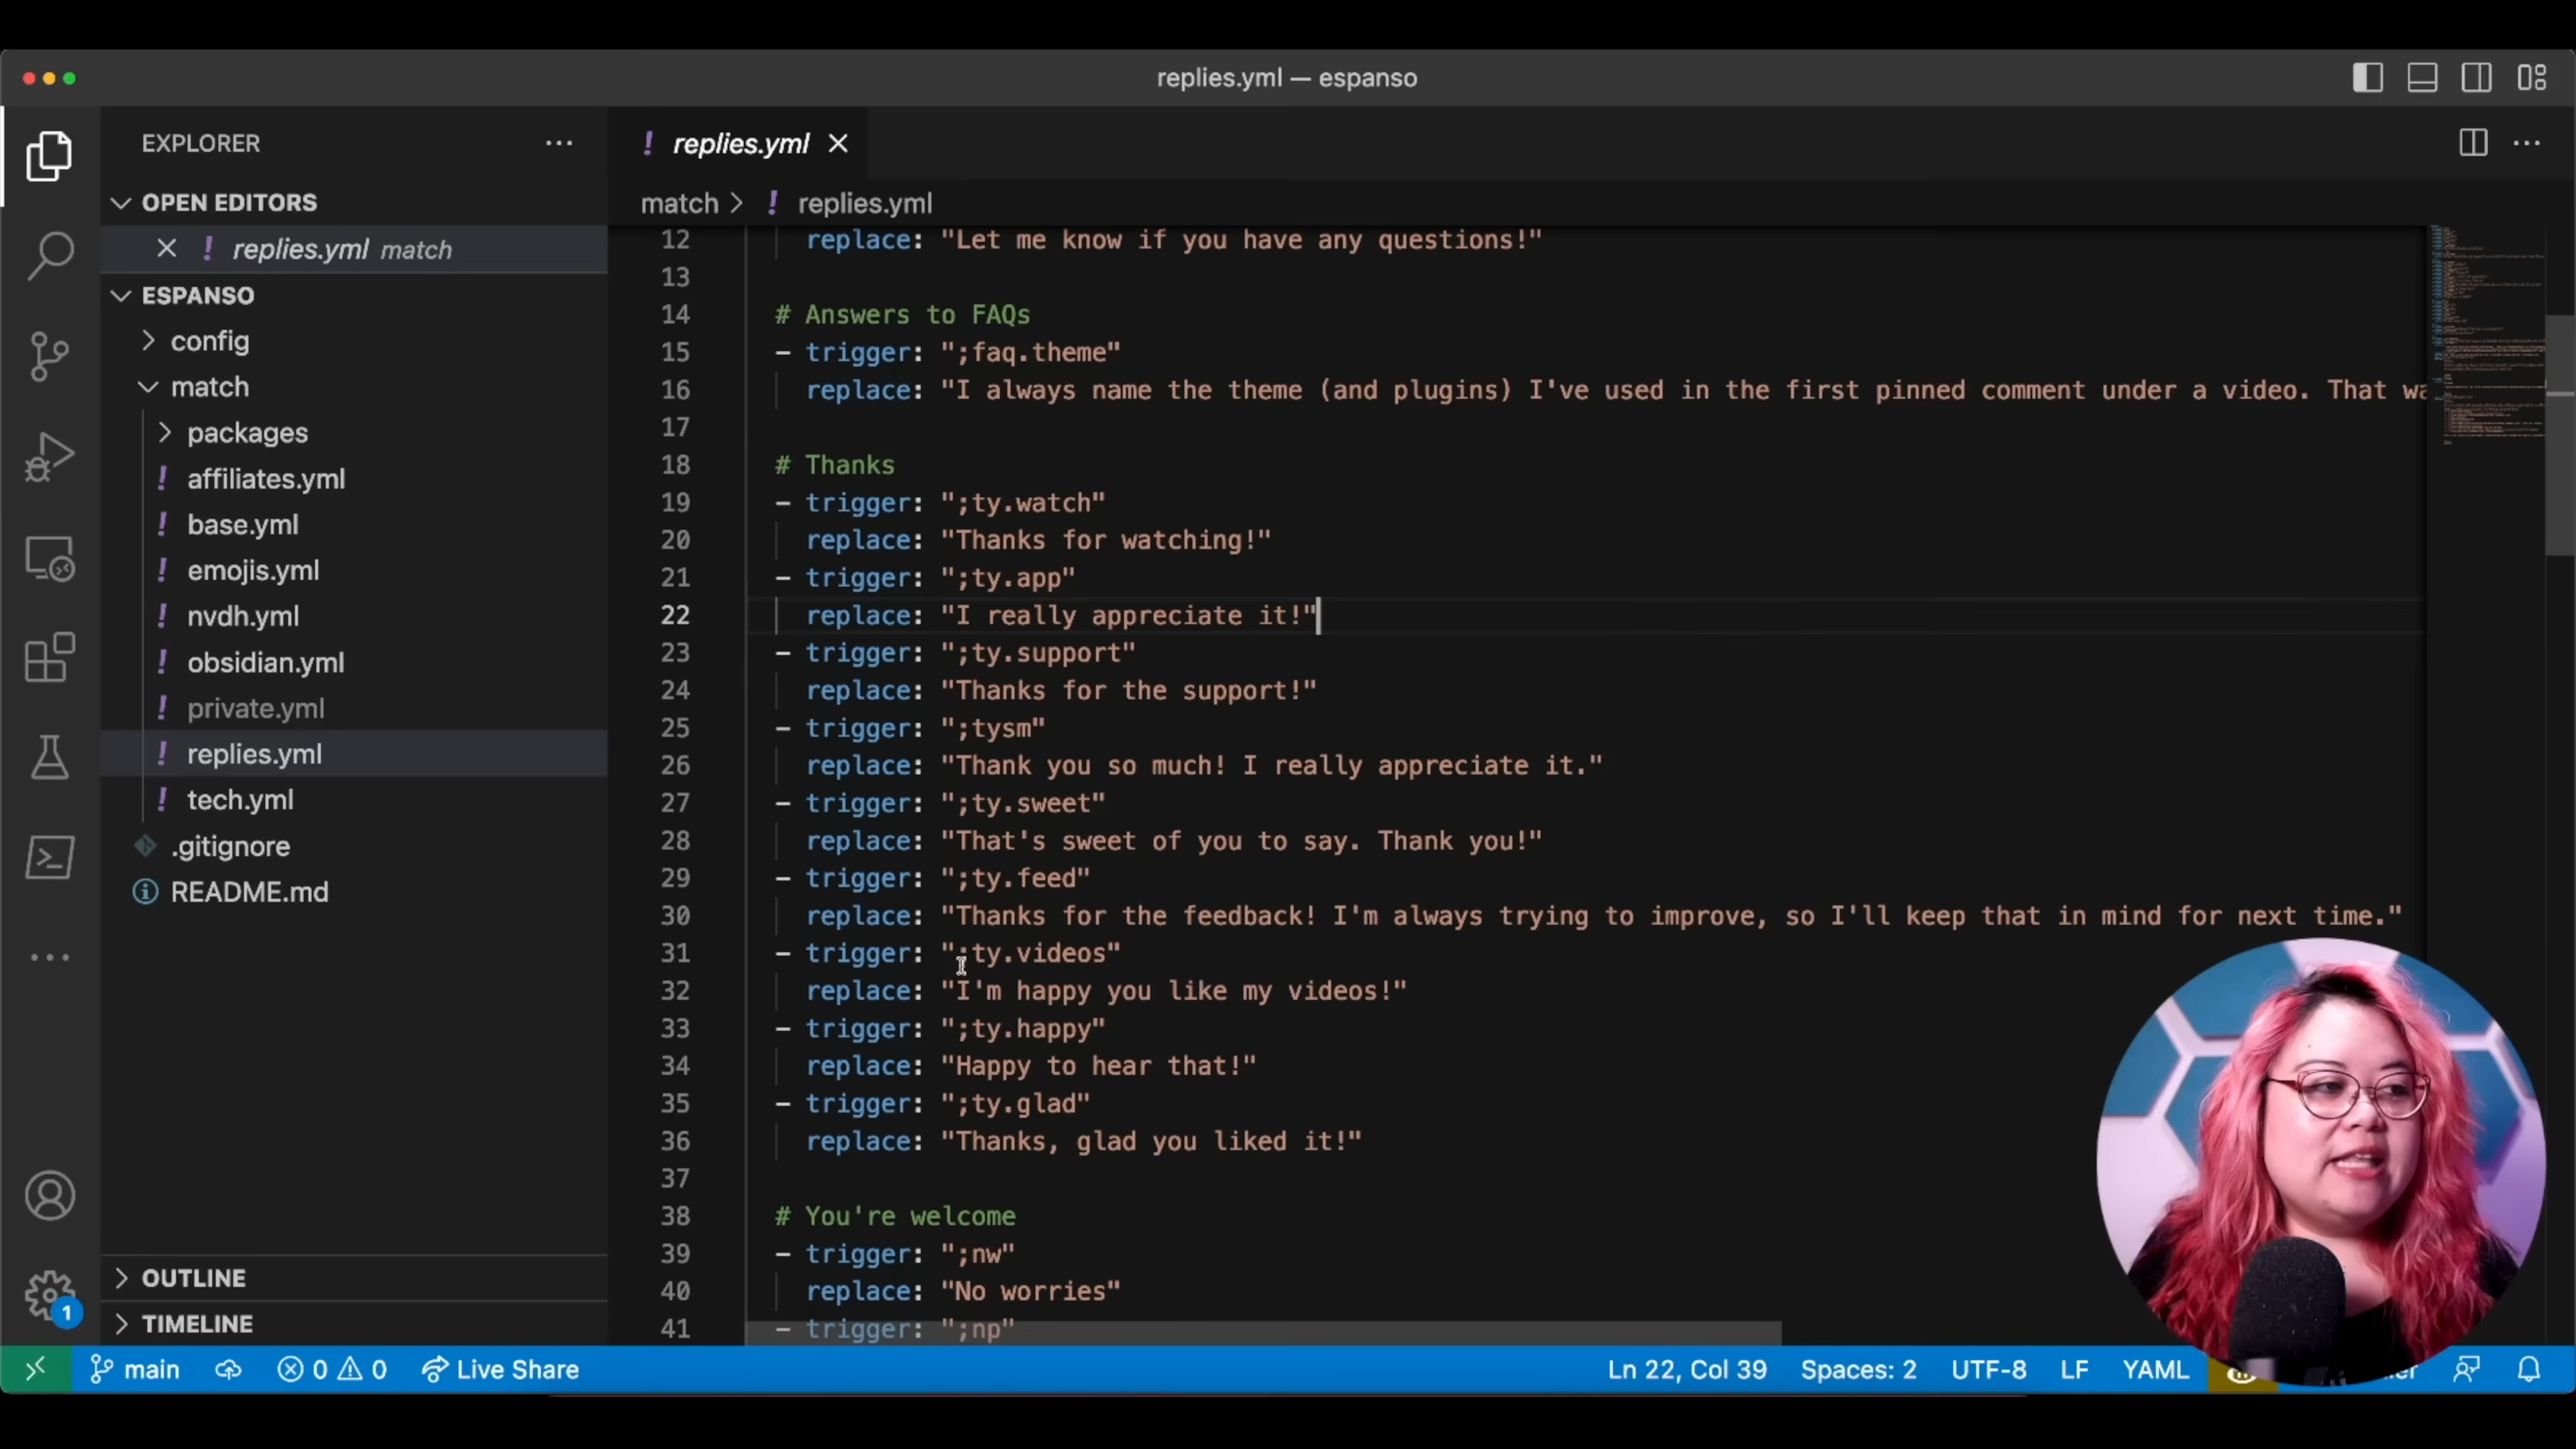 replies.yml — espanso
EXPLORER
OPEN EDITORS
replies.yml match
ESPANSO
config
match
packages
affiliates.yml
base.yml
emojis.yml
nvdh.yml
obsidian.yml
private.yml
replies.yml
tech.yml
.gitignore
README.md
OUTLINE
TIMELINE
replies.yml
match > ! replies.yml
12 replace: "Let me know if you have any questions!"
13
14 # Answers to FAQs
15 - trigger: ";faq.theme"
16 replace: "I always name the theme (and plugins) I've used in the first pinned comment under a video. That
17
18 # Thanks
19 - trigger: ";ty.watch"
20 replace: "Thanks for watching!"
21 - trigger: ";ty.app"
22 replace: "I really appreciate it!"
23 - trigger: ";ty.support"
24 replace: "Thanks for the support!"
25 - trigger: ";tysm"
26 replace: "Thank you so much! I really appreciate it."
27 - trigger: ";ty.sweet"
28 replace: "That's sweet of you to say. Thank you!"
29 - trigger: ";ty.feed"
30 replace: "Thanks for the feedback! I'm always trying to improve, so I'll keep that in mind for next time."
31 - trigger: ";ty.videos"
32 replace: "I'm happy you like my videos!"
33 - trigger: ";ty.happy"
34 replace: "Happy to hear that!"
35 - trigger: ";ty.glad"
36 replace: "Thanks, glad you liked it!"
37
38 # You're welcome
39 - trigger: ";nw"
40 replace: "No worries"
41 - trigger: ";np"
1
main 0 0 Live Share Ln 22, Col 39 Spaces: 2 UTF-8 LF YAML